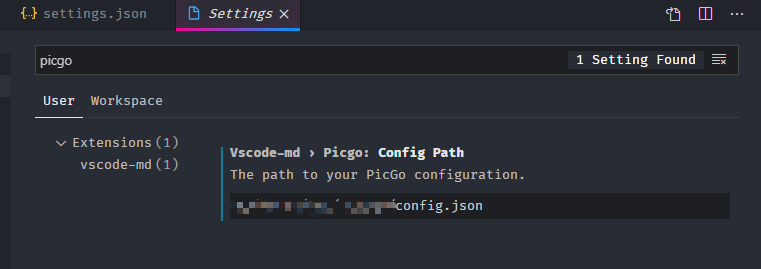 {..} settings.json Settings
picgo 1 Setting Found
User Workspace
Extensions (1)
vscode-md (1)
Vscode-md › Picgo: Config Path
The path to your PicGo configuration.
config.json